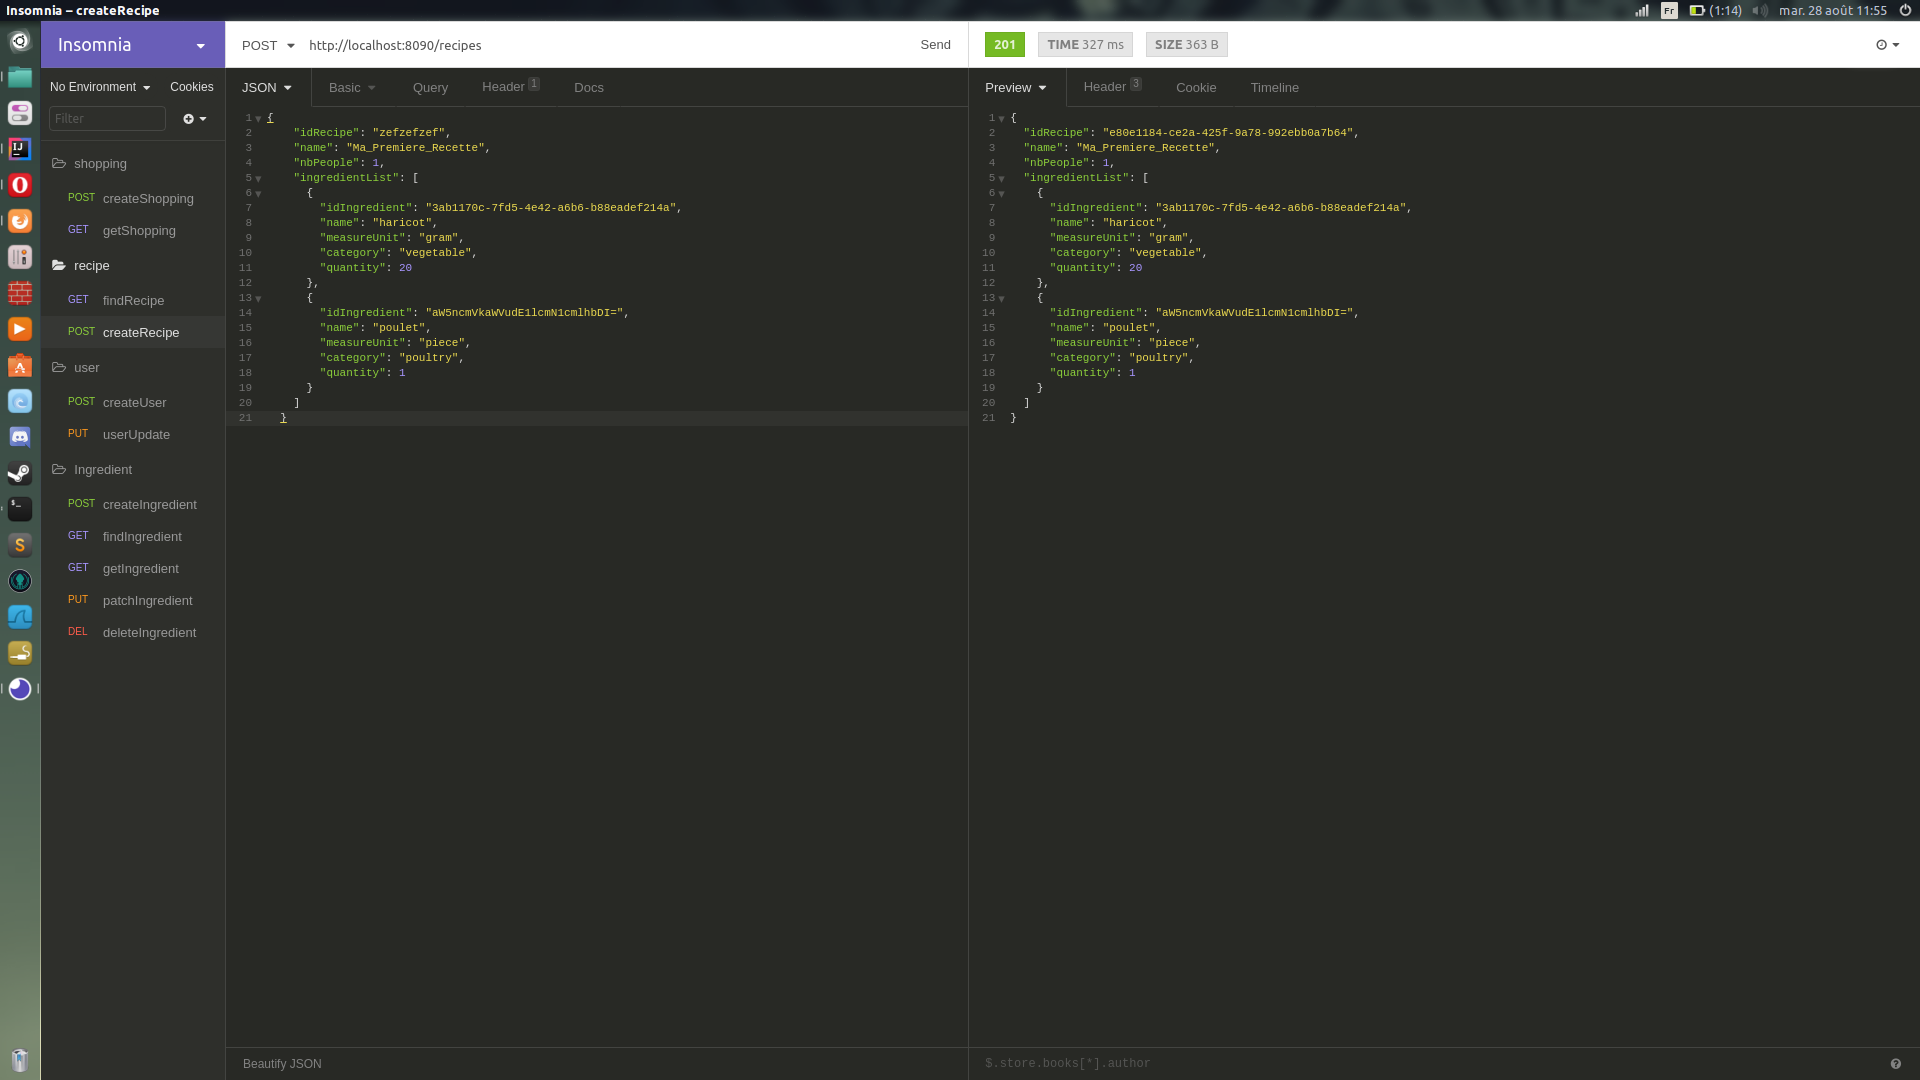 Insomnia – createRecipe
Fr (1:14) mar. 28 août 11:55
Insomnia
POST http://localhost:8090/recipes Send
201 TIME 327 ms SIZE 363 B
No Environment Cookies
Filter
shopping
POST createShopping
GET getShopping
recipe
GET findRecipe
POST createRecipe
user
POST createUser
PUT userUpdate
Ingredient
POST createIngredient
GET findIngredient
GET getIngredient
PUT patchIngredient
DEL deleteIngredient
JSON Basic Query Header 1 Docs
1 {
2 "idRecipe": "zefzefzef",
3 "name": "Ma_Premiere_Recette",
4 "nbPeople": 1,
5 "ingredientList": [
6 {
7 "idIngredient": "3ab1170c-7fd5-4e42-a6b6-b88eadef214a",
8 "name": "haricot",
9 "measureUnit": "gram",
10 "category": "vegetable",
11 "quantity": 20
12 },
13 {
14 "idIngredient": "aW5ncmVkaWVudE1lcmN1cmlhbDI=",
15 "name": "poulet",
16 "measureUnit": "piece",
17 "category": "poultry",
18 "quantity": 1
19 }
20 ]
21 }
Beautify JSON
Preview Header 3 Cookie Timeline
1 {
2 "idRecipe": "e80e1184-ce2a-425f-9a78-992ebb0a7b64",
3 "name": "Ma_Premiere_Recette",
4 "nbPeople": 1,
5 "ingredientList": [
6 {
7 "idIngredient": "3ab1170c-7fd5-4e42-a6b6-b88eadef214a",
8 "name": "haricot",
9 "measureUnit": "gram",
10 "category": "vegetable",
11 "quantity": 20
12 },
13 {
14 "idIngredient": "aW5ncmVkaWVudE1lcmN1cmlhbDI=",
15 "name": "poulet",
16 "measureUnit": "piece",
17 "category": "poultry",
18 "quantity": 1
19 }
20 ]
21 }
$.store.books[*].author